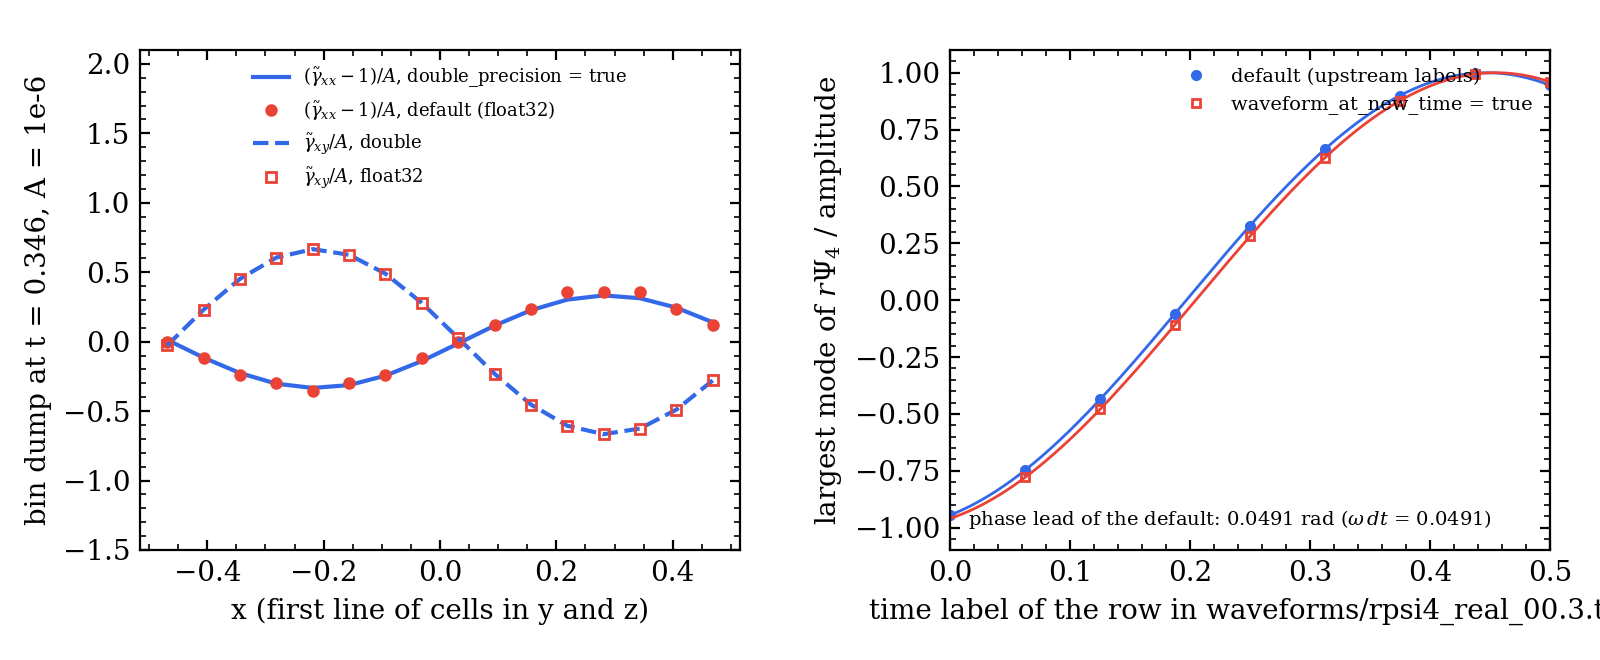 bin dump at t = 0.346, A = 1e-6
2.0
1.5
1.0
0.5
0.0
−0.5
−1.0
−1.5
(γ̃xx − 1)/A, double_precision = true
(γ̃xx − 1)/A, default (float32)
γ̃xy/A, double
γ̃xy/A, float32
−0.4
−0.2
0.0
0.2
0.4
x (first line of cells in y and z)
largest mode of rΨ4 / amplitude
1.00
0.75
0.50
0.25
0.00
−0.25
−0.50
−0.75
−1.00
default (upstream labels)
waveform_at_new_time = true
phase lead of the default: 0.0491 rad (ω dt = 0.0491)
0.0
0.1
0.2
0.3
0.4
0.5
time label of the row in waveforms/rpsi4_real_00.3.t